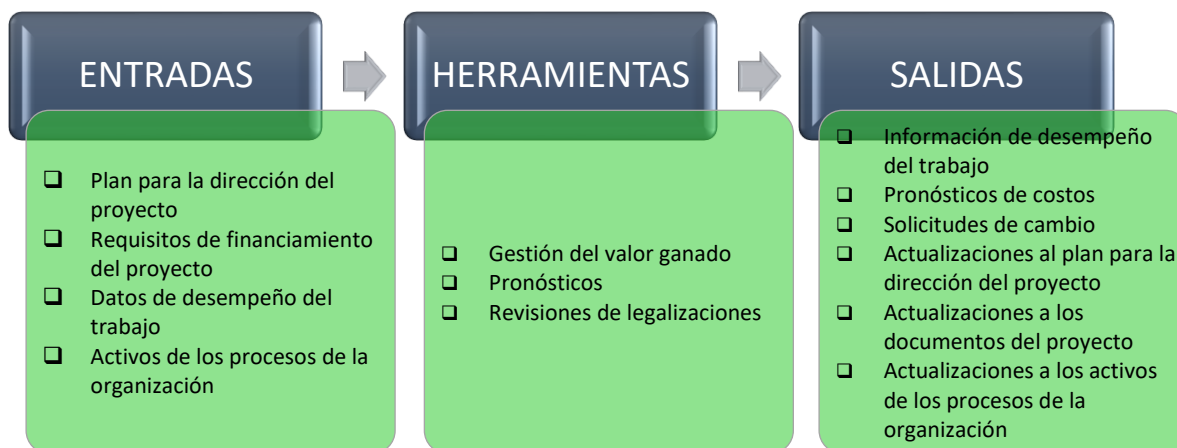 ENTRADAS
❑ Plan para la dirección del
proyecto
❑ Requisitos de financiamiento
del proyecto
❑ Datos de desempeño del
trabajo
❑ Activos de los procesos de la
organización
HERRAMIENTAS
❑ Gestión del valor ganado
❑ Pronósticos
❑ Revisiones de legalizaciones
SALIDAS
❑ Información de desempeño
del trabajo
❑ Pronósticos de costos
❑ Solicitudes de cambio
❑ Actualizaciones al plan para la
dirección del proyecto
❑ Actualizaciones a los
documentos del proyecto
❑ Actualizaciones a los activos
de los procesos de la
organización